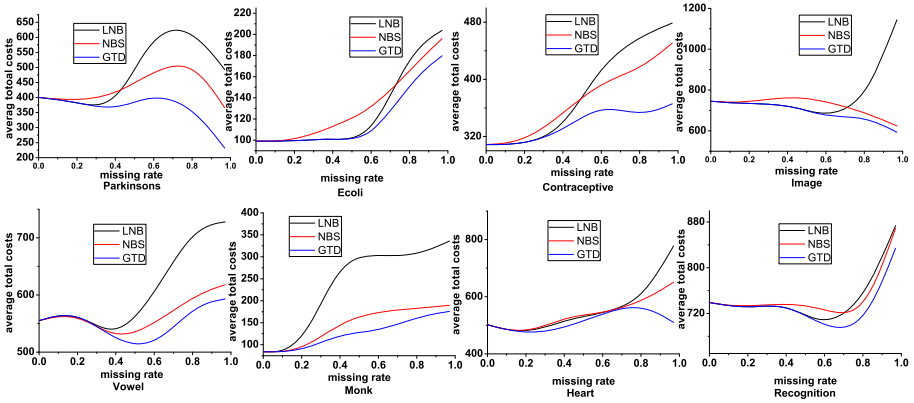 average total costs
650
600
550
500
450
400
350
300
250
200
LNB
NBS
GTD
0.0 0.2 0.4 0.6 0.8 1.0
missing rate
Parkinsons
average total costs
220
200
180
160
140
120
100
LNB
NBS
GTD
0.0 0.2 0.4 0.6 0.8 1.0
missing rate
Ecoli
average total costs
480
400
320
LNB
NBS
GTD
0.0 0.2 0.4 0.6 0.8 1.0
missing rate
Contraceptive
average total costs
1200
1000
800
600
LNB
NBS
GTD
0.0 0.2 0.4 0.6 0.8 1.0
missing rate
Image
average total costs
700
600
500
LNB
NBS
GTD
0.0 0.2 0.4 0.6 0.8 1.0
missing rate
Vowel
average total costs
400
350
300
250
200
150
100
LNB
NBS
GTD
0.0 0.2 0.4 0.6 0.8 1.0
missing rate
Monk
average total costs
800
600
400
LNB
NBS
GTD
0.0 0.2 0.4 0.6 0.8 1.0
missing rate
Heart
average total costs
880
800
720
LNB
NBS
GTD
0.0 0.2 0.4 0.6 0.8 1.0
missing rate
Recognition